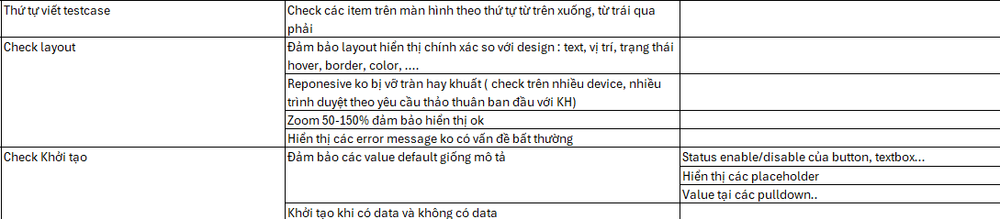 Thứ tự viết testcase
Check các item trên màn hình theo thứ tự từ trên xuống, từ trái qua
phải
Check layout
Đảm bảo layout hiển thị chính xác so với design : text, vị trí, trạng thái
hover, border, color, ....
Reponesive ko bị vỡ tràn hay khuất ( check trên nhiều device, nhiều
trình duyệt theo yêu cầu thảo thuân ban đầu với KH)
Zoom 50-150% đảm bảo hiển thị ok
Hiển thị các error message ko có vấn đề bất thường
Check Khởi tạo
Đảm bảo các value default giống mô tả
Status enable/disable của button, textbox...
Hiển thị các placeholder
Value tại các pulldown..
Khởi tạo khi có data và không có data